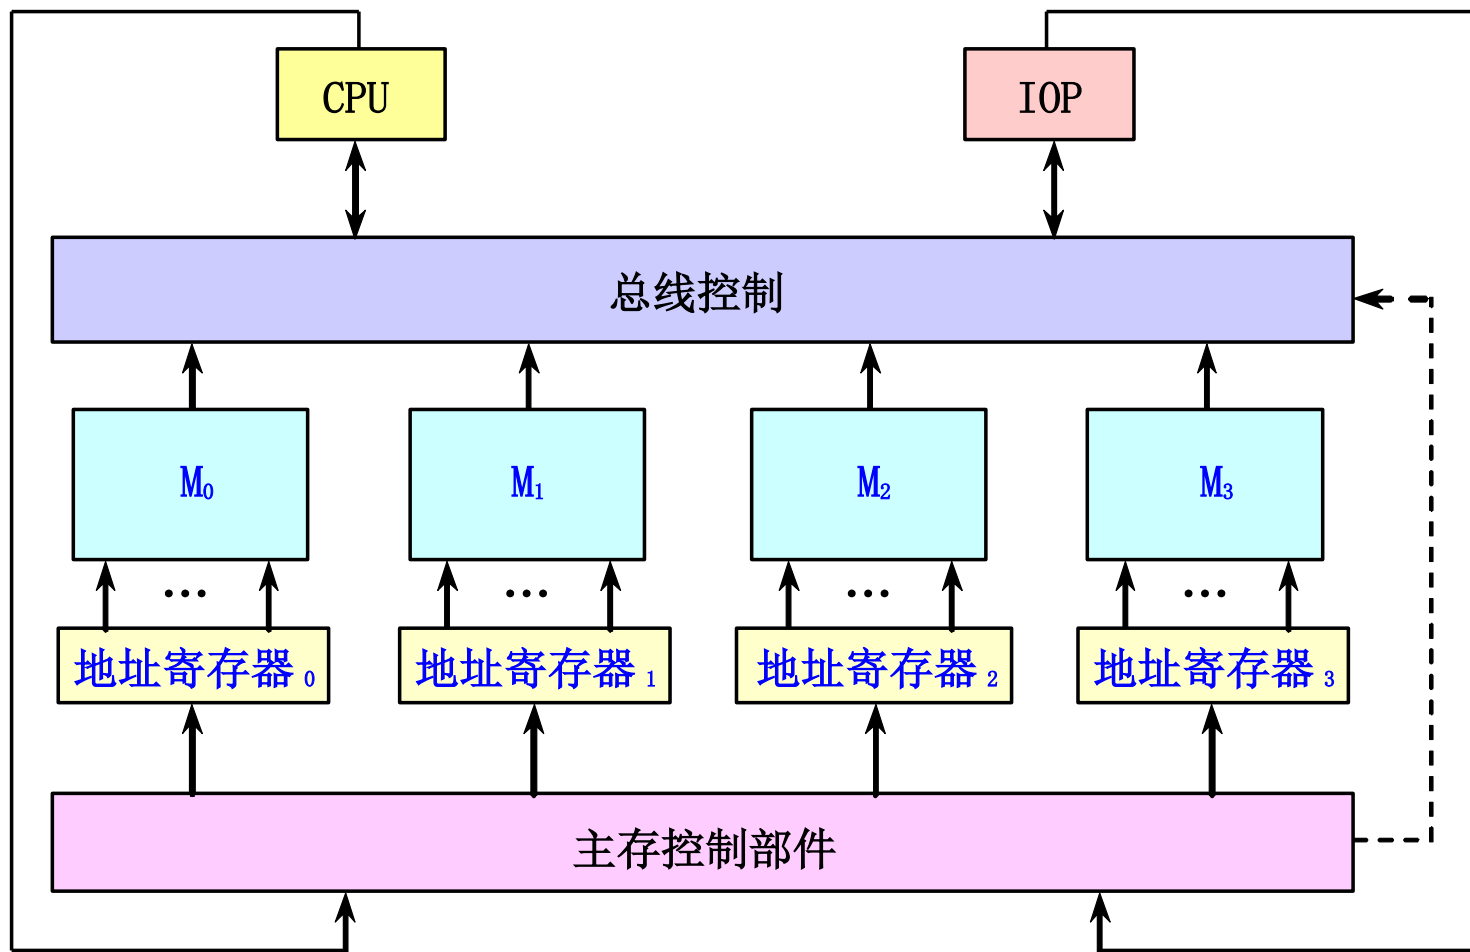 CPU
IOP
总线控制
M₀
M₁
M₂
M₃
...
...
...
...
地址寄存器 ₀
地址寄存器 ₁
地址寄存器 ₂
地址寄存器 ₃
主存控制部件